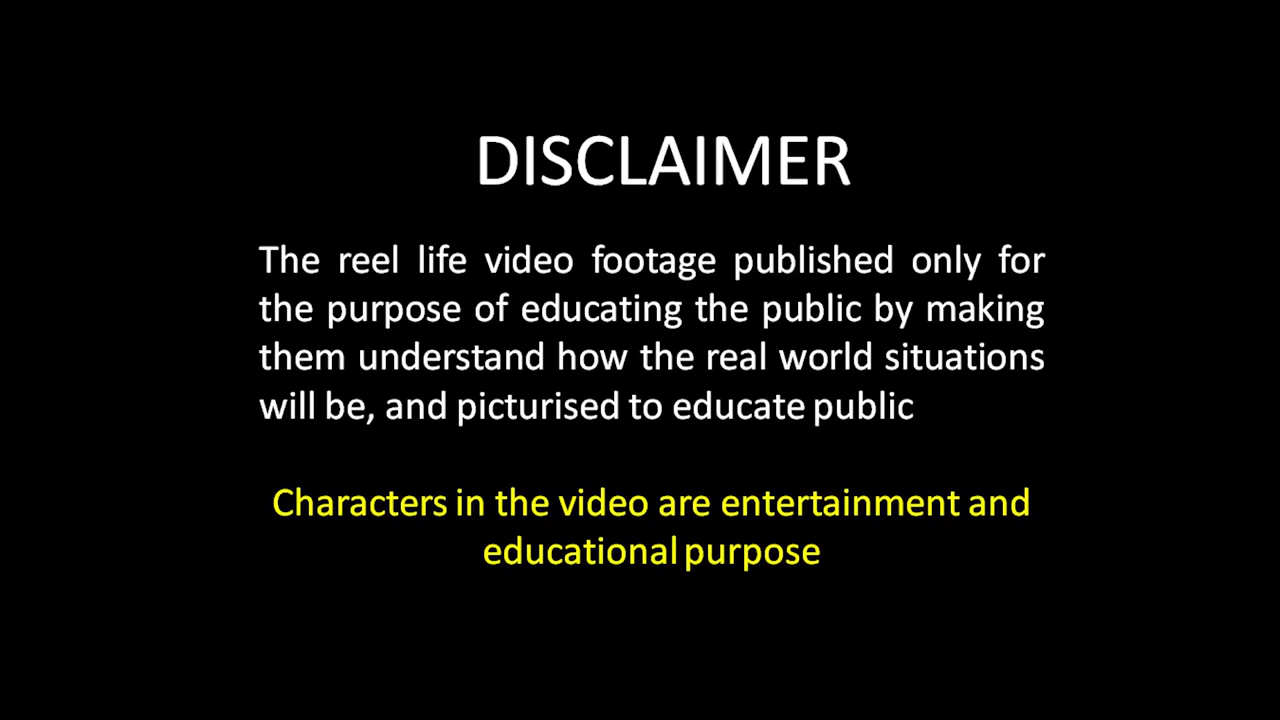 DISCLAIMER
The reel life video footage published only for
the purpose of educating the public by making
them understand how the real world situations
will be, and picturised to educate public
Characters in the video are entertainment and
educational purpose